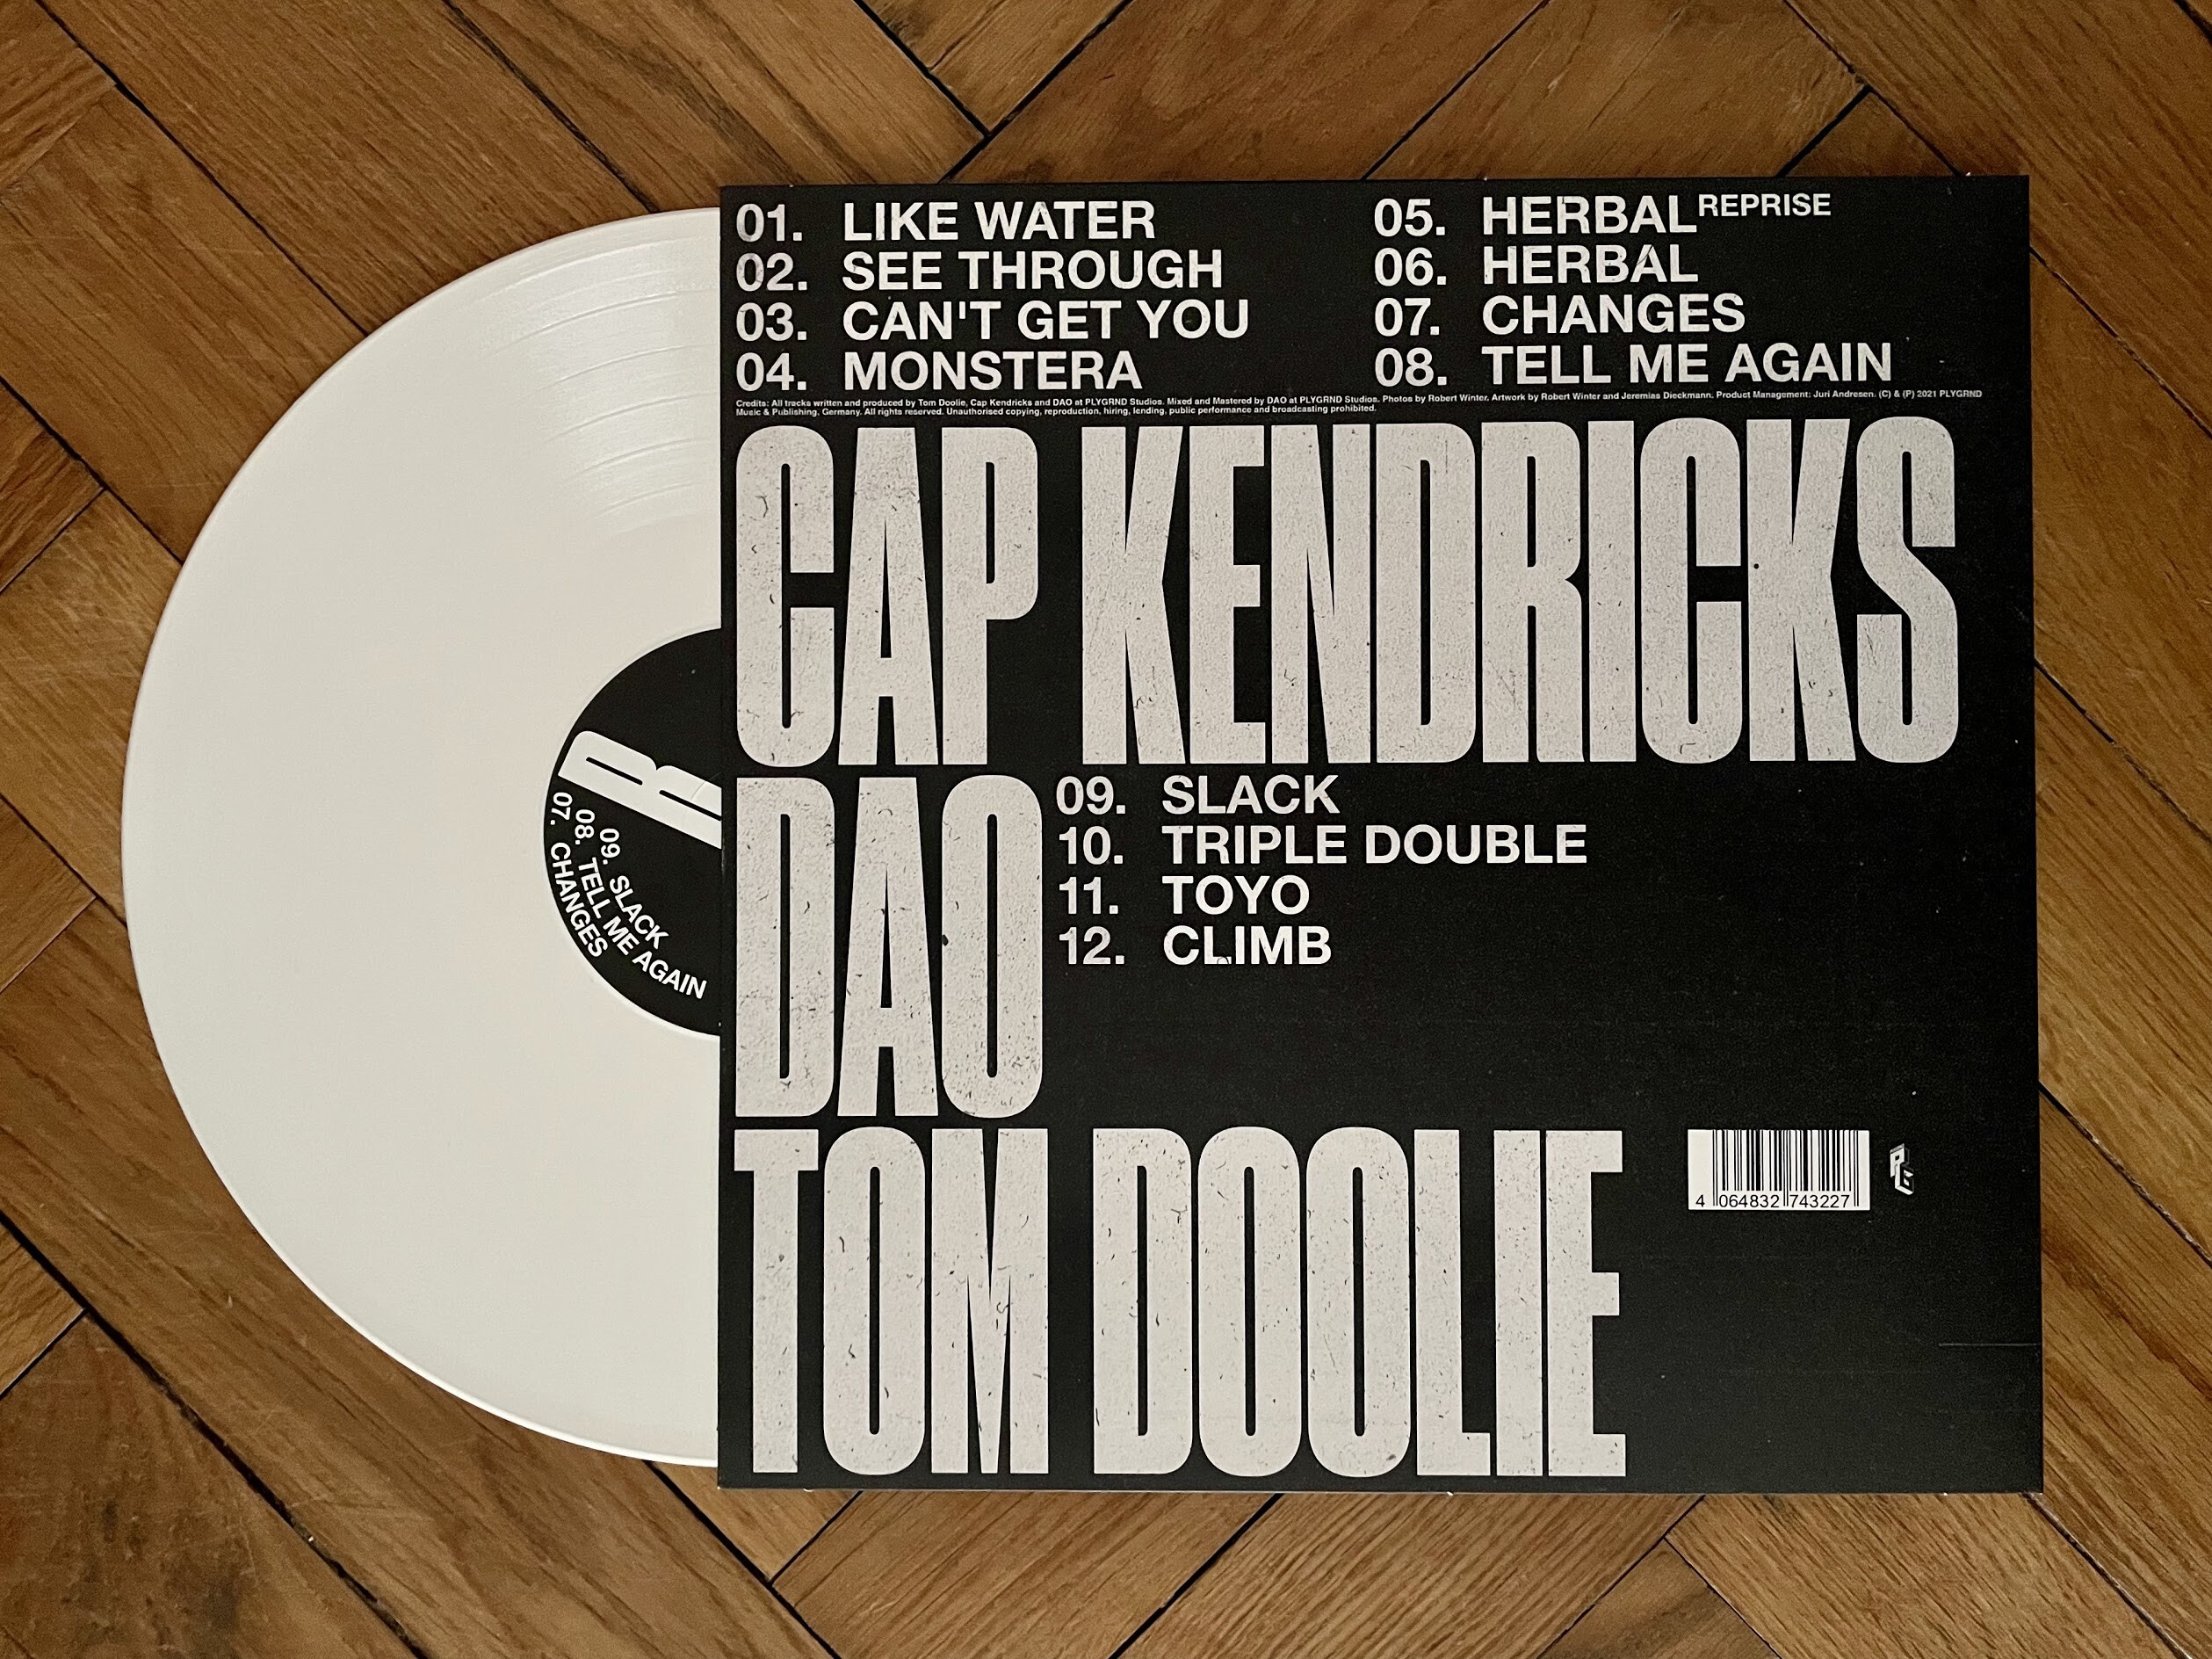 01. LIKE WATER
02. SEE THROUGH
03. CAN'T GET YOU
04. MONSTERA
05. HERBAL REPRISE
06. HERBAL
07. CHANGES
08. TELL ME AGAIN
Credits: All tracks written and produced by Tom Doolie, Cap Kendricks and DAO at PLYGRND Studios. Mixed and Mastered by DAO at PLYGRND Studios. Photos by Robert Winter. Artwork by Robert Winter and Jeremias Dieckmann. Product Management: Juri Andresen. (C) & (P) 2021 PLYGRND
Music & Publishing, Germany. All rights reserved. Unauthorised copying, reproduction, hiring, lending, public performance and broadcasting prohibited.
CAP KENDRICKS
DAO
09. SLACK
10. TRIPLE DOUBLE
11. TOYO
12. CLIMB
TOM DOOLIE
4 064832 743227
PG
B
09. SLACK
08. TELL ME AGAIN
07. CHANGES